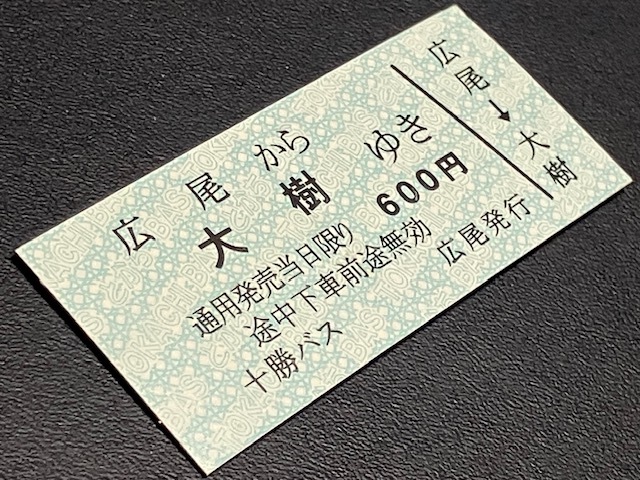 広尾から
大樹ゆき
600円
通用発売当日限り
途中下車前途無効
十勝バス
広尾発行
広尾→大樹